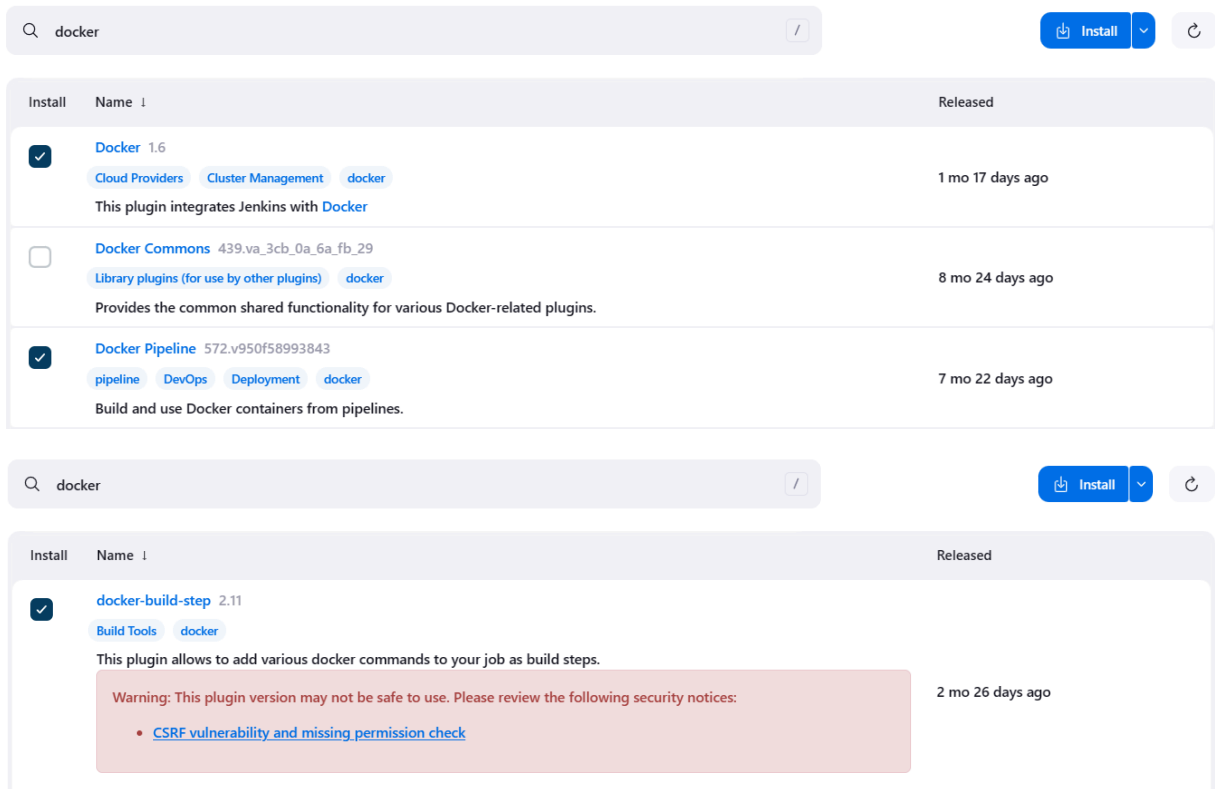 docker / Install
Install Name ↓ Released
Docker 1.6
Cloud Providers Cluster Management docker
1 mo 17 days ago
This plugin integrates Jenkins with Docker
Docker Commons 439.va_3cb_0a_6a_fb_29
Library plugins (for use by other plugins) docker
8 mo 24 days ago
Provides the common shared functionality for various Docker-related plugins.
Docker Pipeline 572.v950f58993843
pipeline DevOps Deployment docker
7 mo 22 days ago
Build and use Docker containers from pipelines.
docker / Install
Install Name ↓ Released
docker-build-step 2.11
Build Tools docker
This plugin allows to add various docker commands to your job as build steps.
Warning: This plugin version may not be safe to use. Please review the following security notices:
2 mo 26 days ago
• CSRF vulnerability and missing permission check